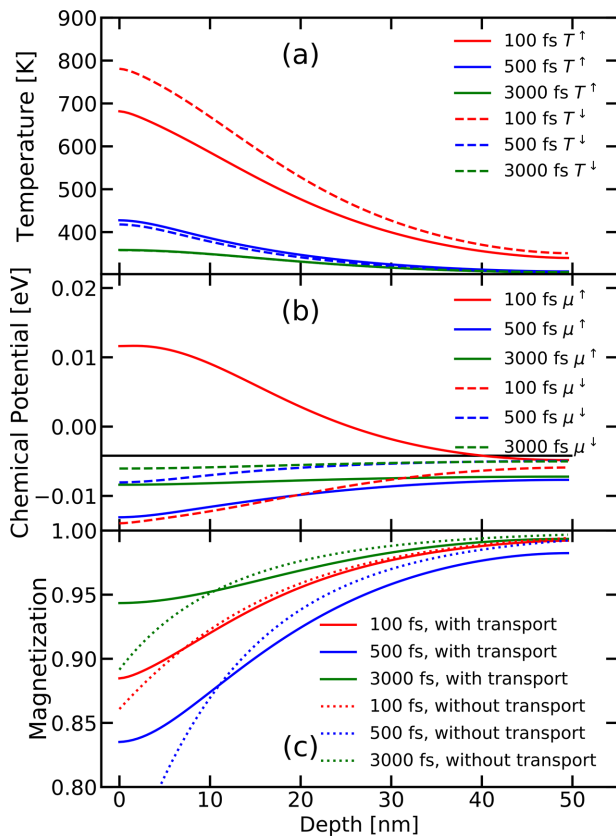 900
800
700
600
500
400
Temperature [K]
(a)
100 fs T↑
500 fs T↑
3000 fs T↑
100 fs T↓
500 fs T↓
3000 fs T↓
0.02
0.01
0.00
−0.01
Chemical Potential [eV]
(b)
100 fs μ↑
500 fs μ↑
3000 fs μ↑
100 fs μ↓
500 fs μ↓
3000 fs μ↓
1.00
0.95
0.90
0.85
0.80
Magnetization
100 fs, with transport
500 fs, with transport
3000 fs, with transport
100 fs, without transport
500 fs, without transport
3000 fs, without transport
(c)
0 10 20 30 40 50
Depth [nm]